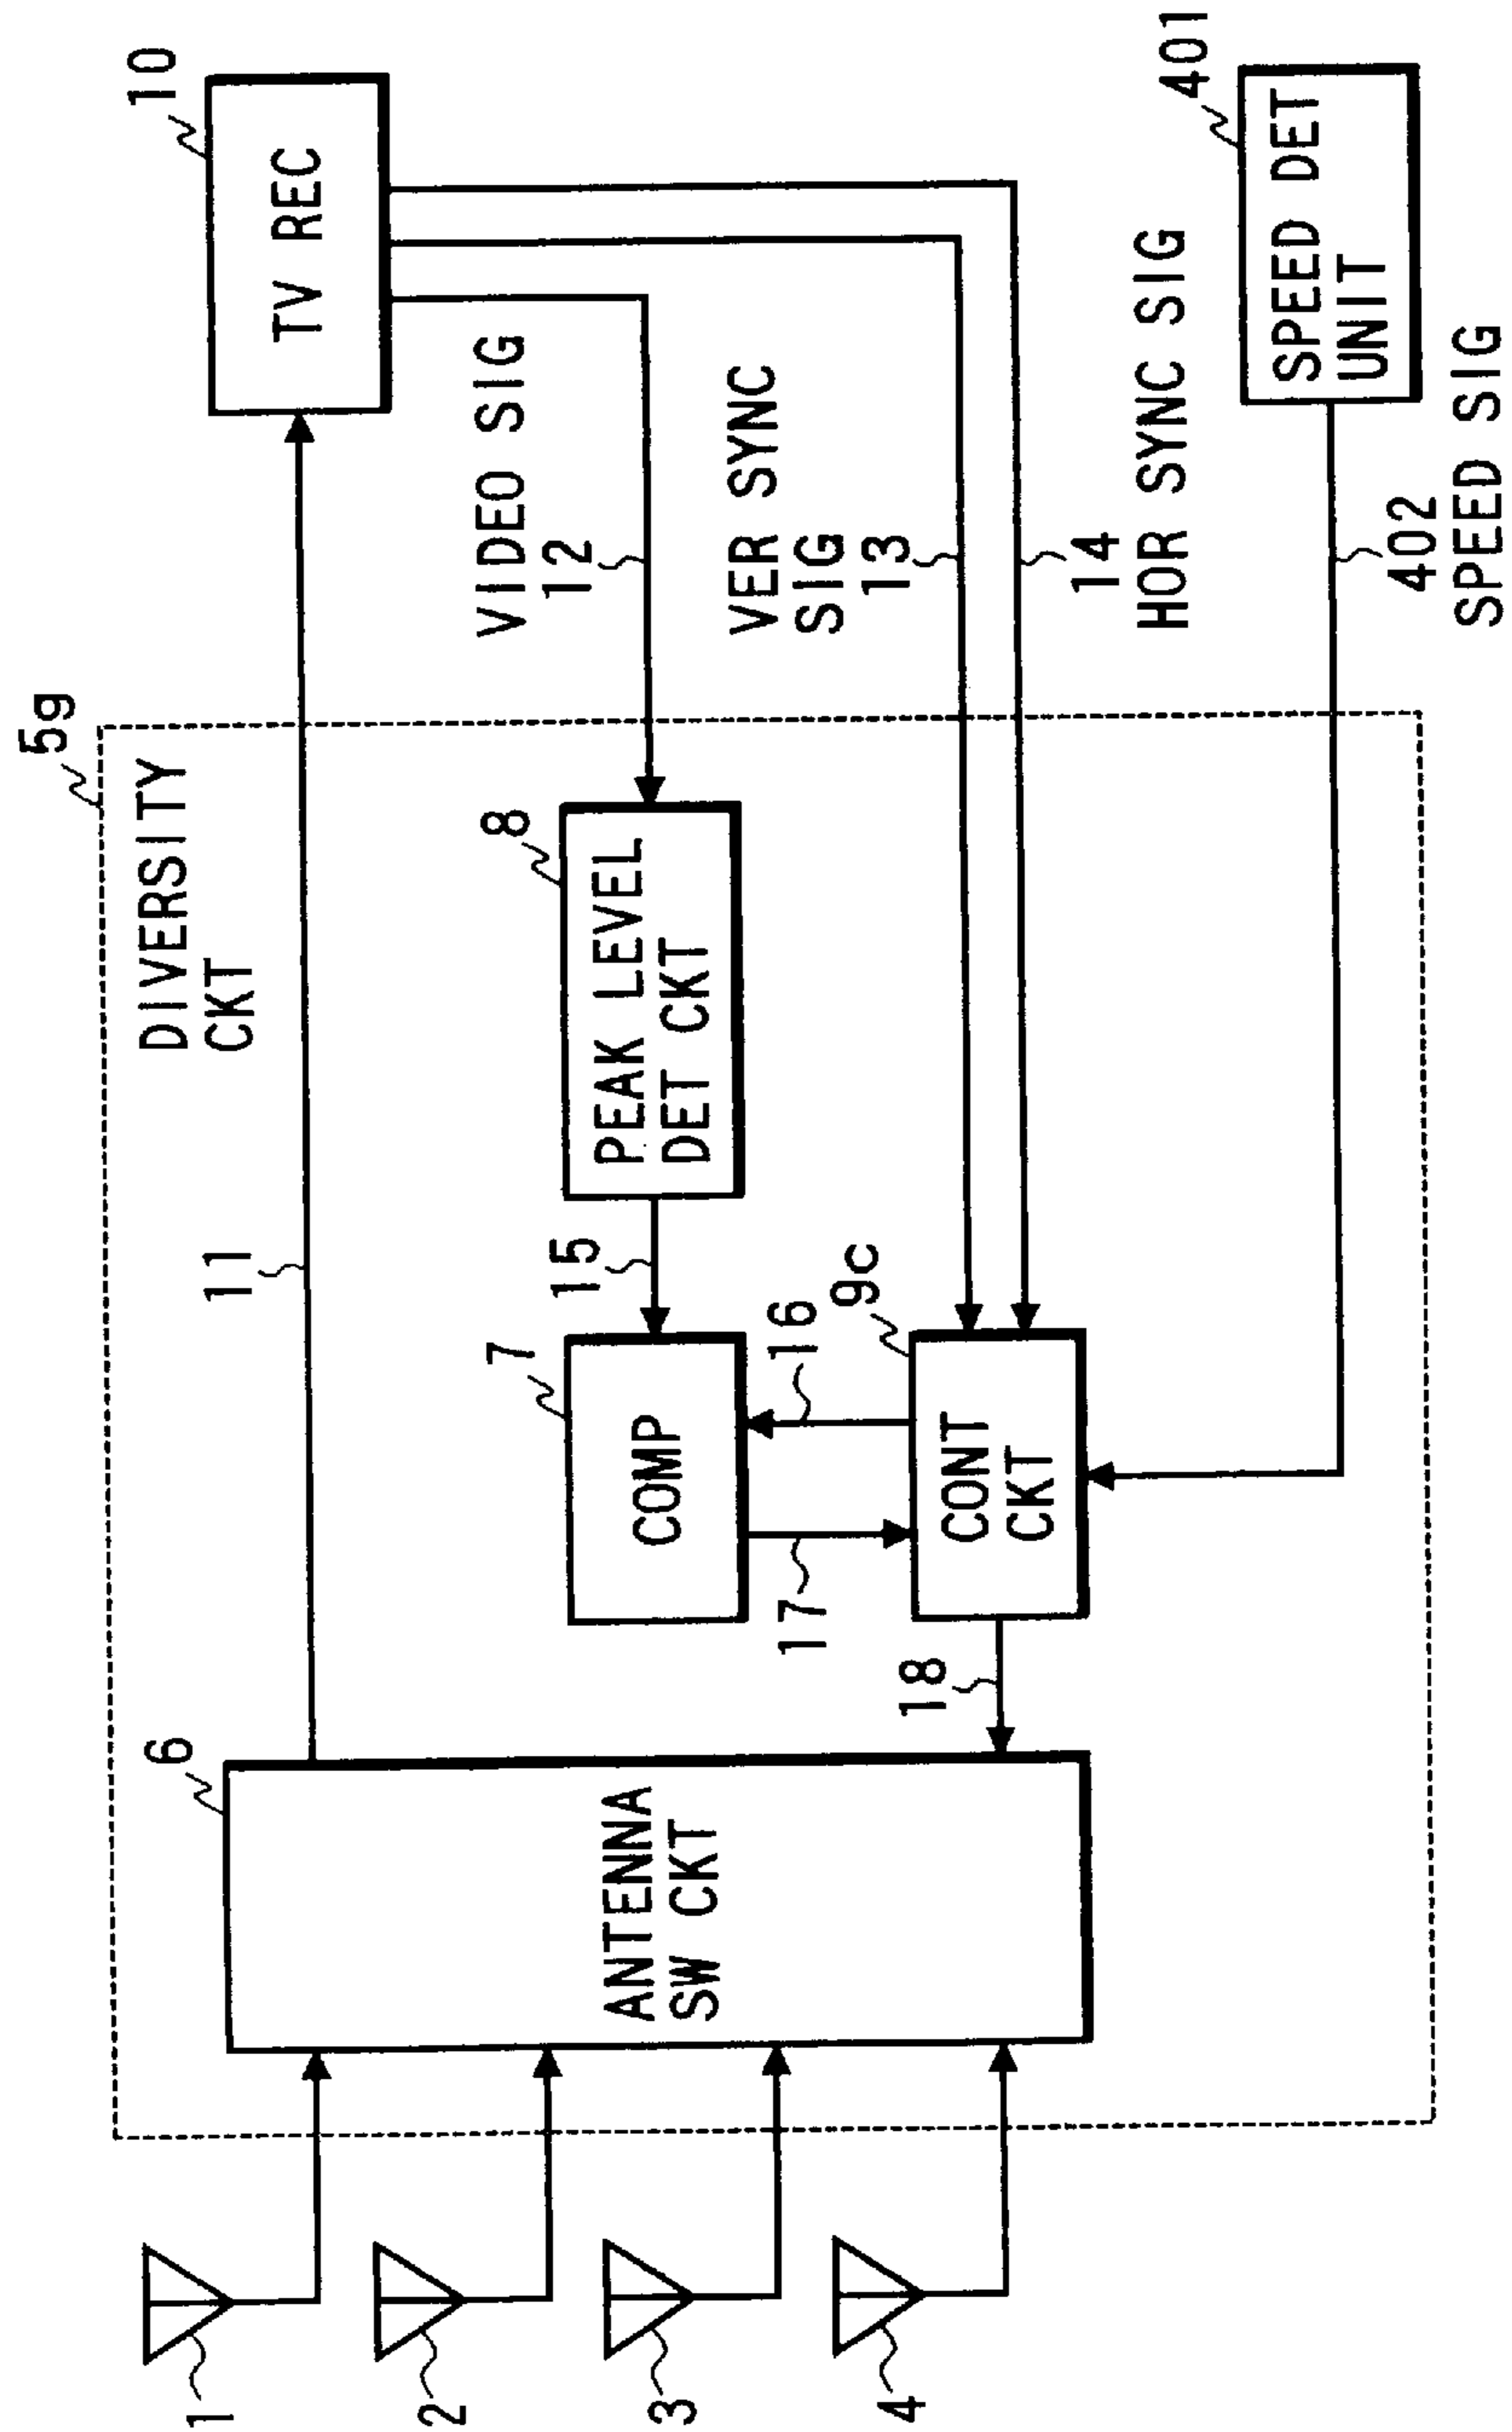 5g
DIVERSITY
CKT
1
2
3
4
6
ANTENNA
SW CKT
11
10
TV REC
7
COMP
15
8
PEAK LEVEL
DET CKT
VIDEO SIG
12
VER SYNC
SIG 13
17
16
9c
CONT
CKT
18
14
HOR SYNC SIG
401
SPEED DET
UNIT
402
SPEED SIG